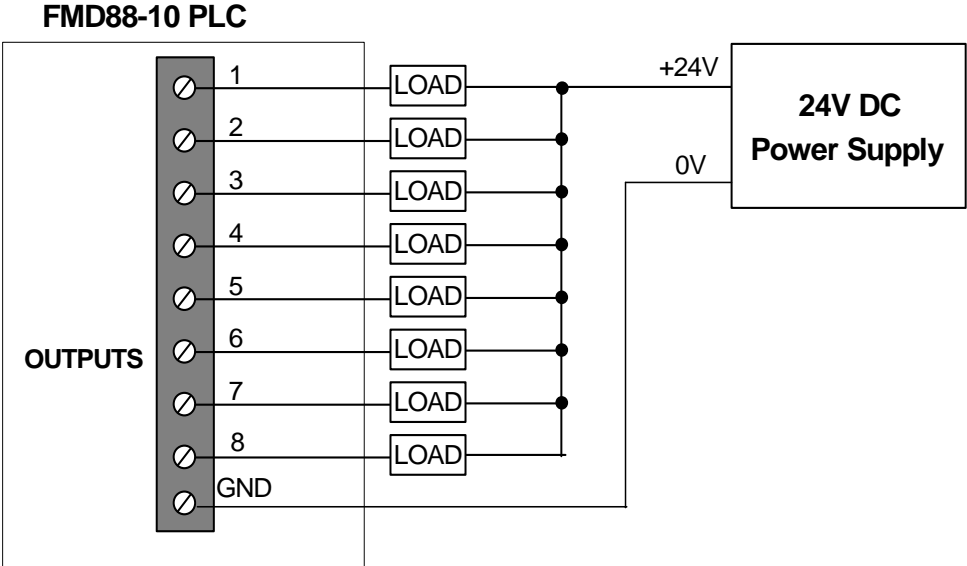 FMD88-10 PLC
1
LOAD
+24V
24V DC
Power Supply
2
LOAD
0V
3
LOAD
4
LOAD
5
LOAD
OUTPUTS
6
LOAD
7
LOAD
8
LOAD
GND